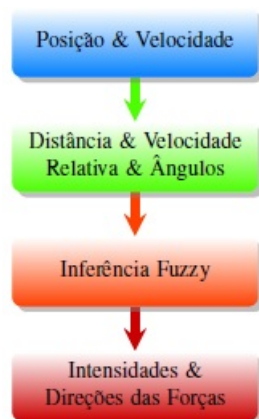 Posição & Velocidade
Distância & Velocidade
Relativa & Ângulos
Inferência Fuzzy
Intensidades &
Direções das Forças